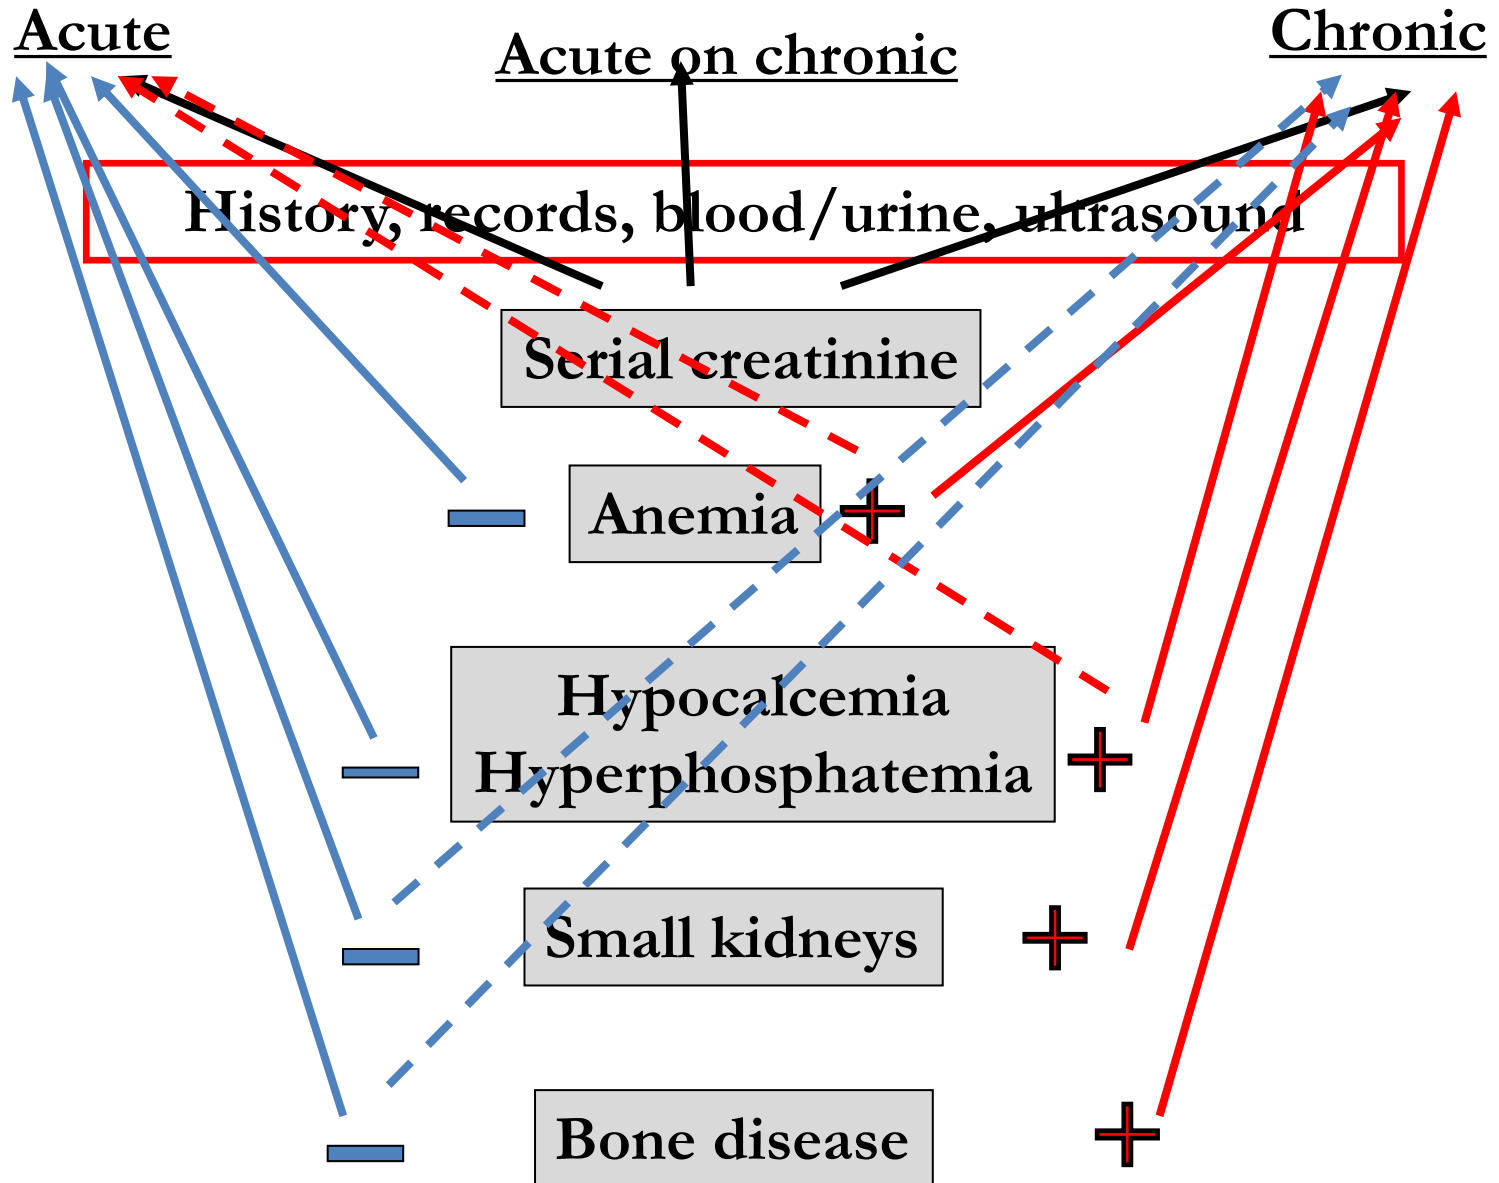 Acute
Acute on chronic
Chronic
History, records, blood/urine, ultrasound
Serial creatinine
Anemia
Hypocalcemia
Hyperphosphatemia
Small kidneys
Bone disease